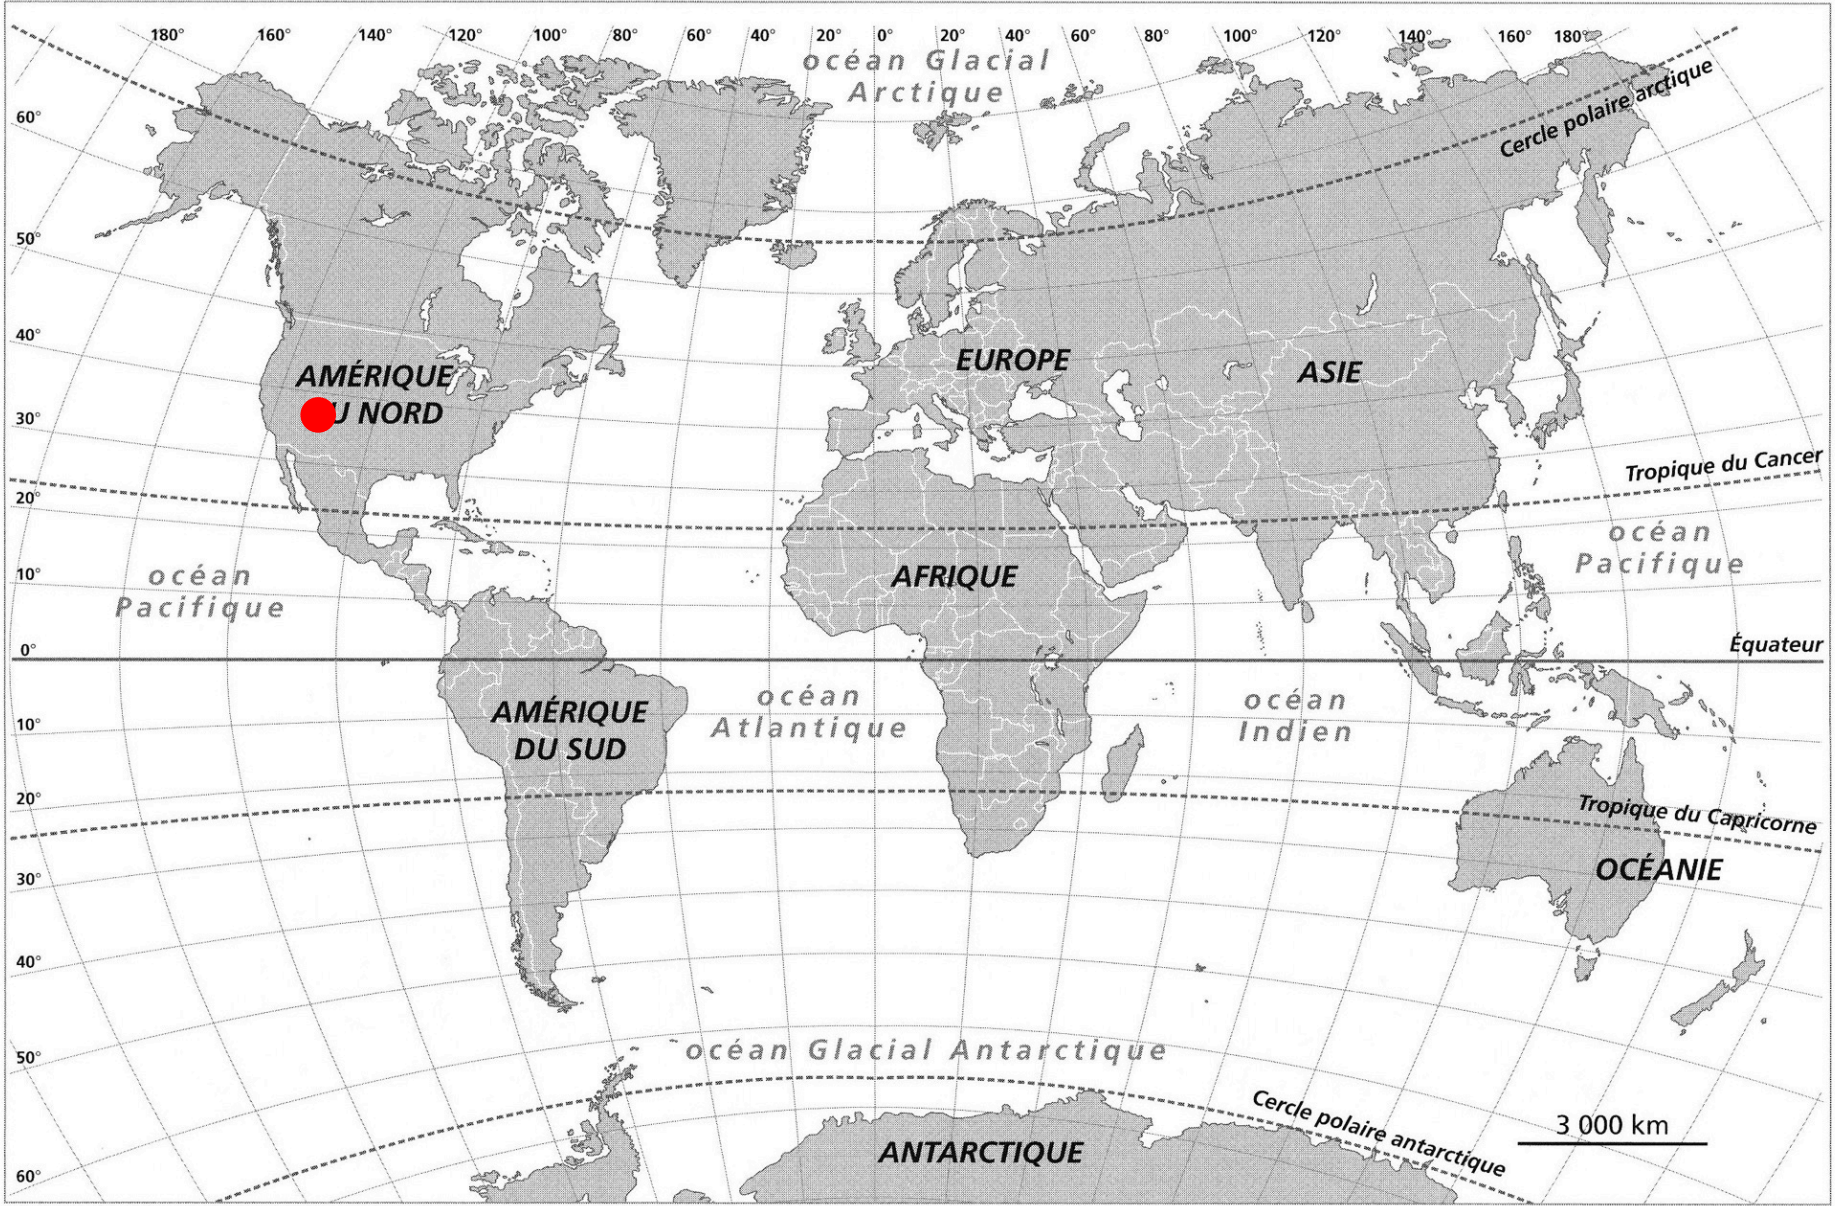 180° 160° 140° 120° 100° 80° 60° 40° 20° 0° 20° 40° 60° 80° 100° 120° 140° 160° 180°
océan Glacial
Arctique
Cercle polaire arctique
60°
50°
40°
30°
20°
10°
0°
10°
20°
30°
40°
50°
60°
AMÉRIQUE
U NORD
EUROPE
ASIE
Tropique du Cancer
océan
Pacifique
AFRIQUE
océan
Pacifique
Équateur
AMÉRIQUE
DU SUD
océan
Atlantique
océan
Indien
Tropique du Capricorne
OCÉANIE
océan Glacial Antarctique
Cercle polaire antarctique
3 000 km
ANTARCTIQUE